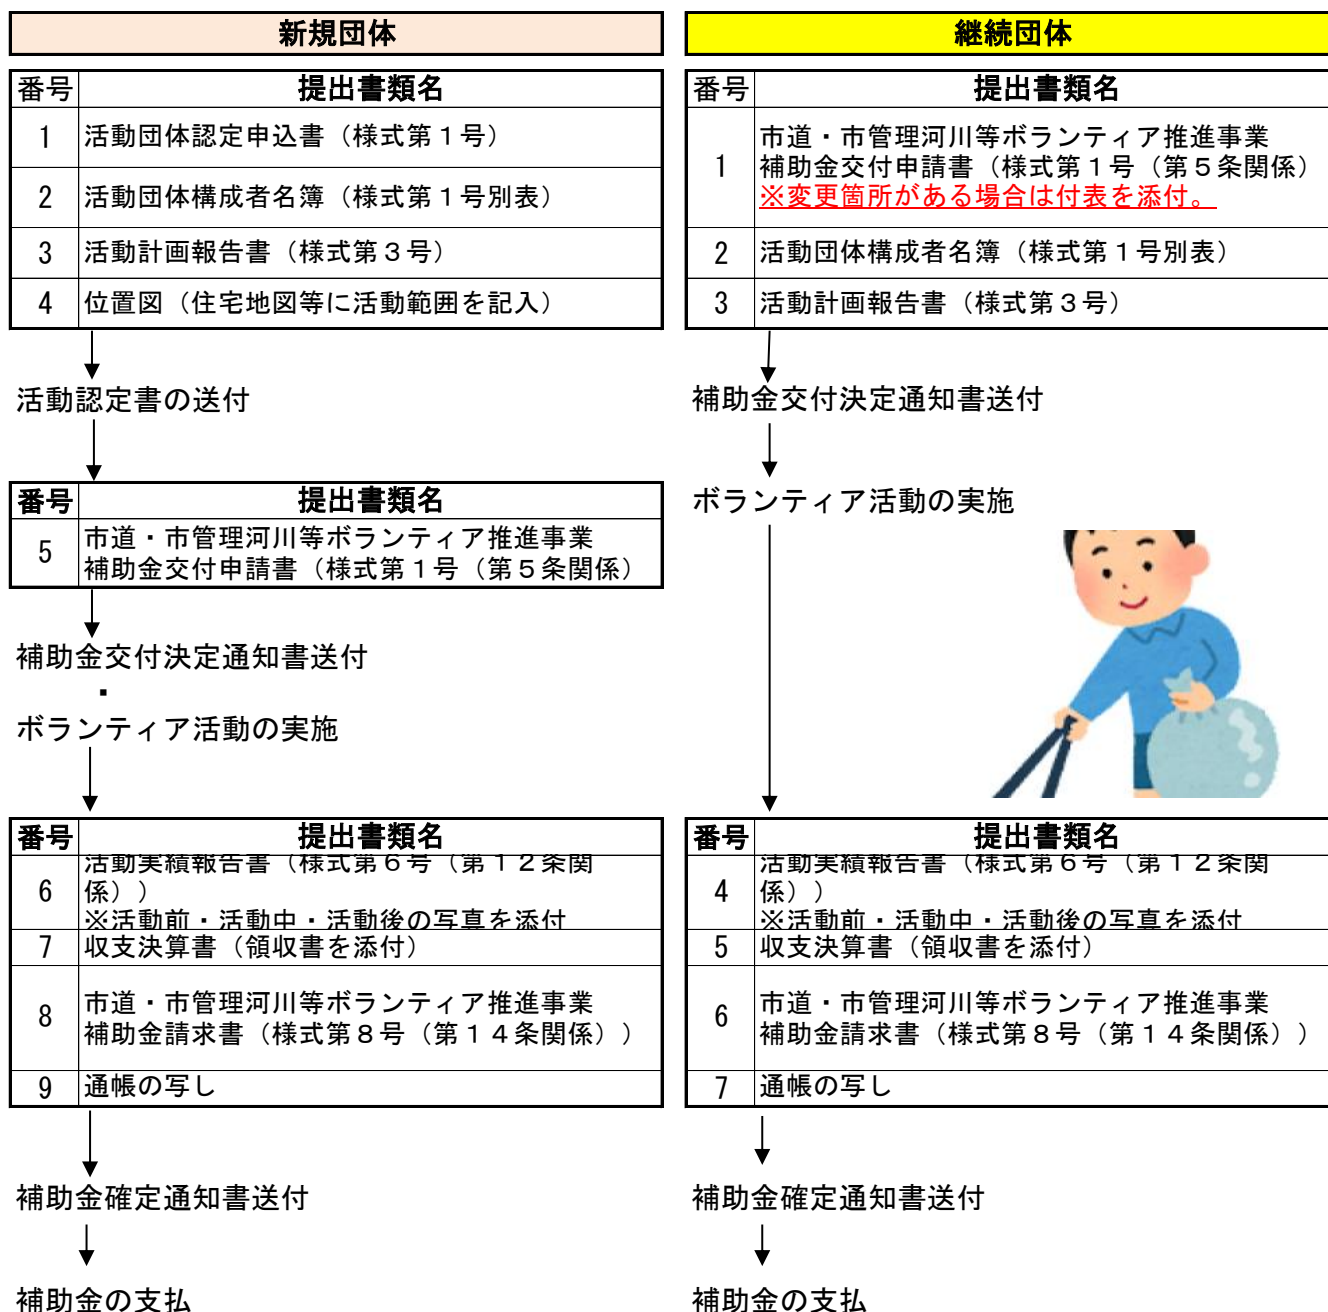 新規団体
番号 提出書類名
1 活動団体認定申込書（様式第１号）
2 活動団体構成者名簿（様式第１号別表）
3 活動計画報告書（様式第３号）
4 位置図（住宅地図等に活動範囲を記入）
活動認定書の送付
番号 提出書類名
5 市道・市管理河川等ボランティア推進事業
補助金交付申請書（様式第１号（第５条関係）
補助金交付決定通知書送付
・
ボランティア活動の実施
番号 提出書類名
6 活動実績報告書（様式第６号（第１２条関
係））
※活動前・活動中・活動後の写真を添付
7 収支決算書（領収書を添付）
8 市道・市管理河川等ボランティア推進事業
補助金請求書（様式第８号（第１４条関係））
9 通帳の写し
補助金確定通知書送付
補助金の支払
継続団体
番号 提出書類名
1 市道・市管理河川等ボランティア推進事業
補助金交付申請書（様式第１号（第５条関係）
※変更箇所がある場合は付表を添付。
2 活動団体構成者名簿（様式第１号別表）
3 活動計画報告書（様式第３号）
補助金交付決定通知書送付
ボランティア活動の実施
番号 提出書類名
4 活動実績報告書（様式第６号（第１２条関
係））
※活動前・活動中・活動後の写真を添付
5 収支決算書（領収書を添付）
6 市道・市管理河川等ボランティア推進事業
補助金請求書（様式第８号（第１４条関係））
7 通帳の写し
補助金確定通知書送付
補助金の支払